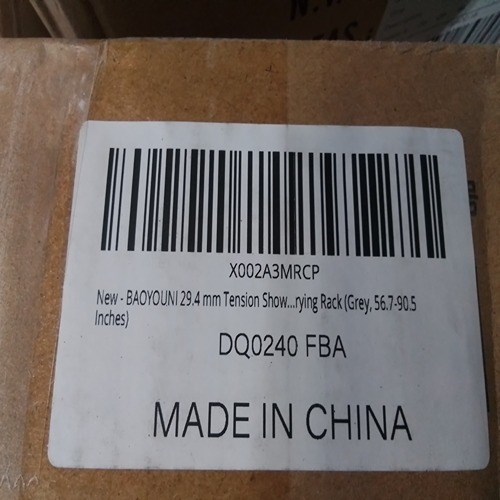 X002A3MRCP
New - BAOYOUNI 29.4 mm Tension Show...rying Rack (Grey, 56.7-90.5
Inches)
DQ0240 FBA
MADE IN CHINA